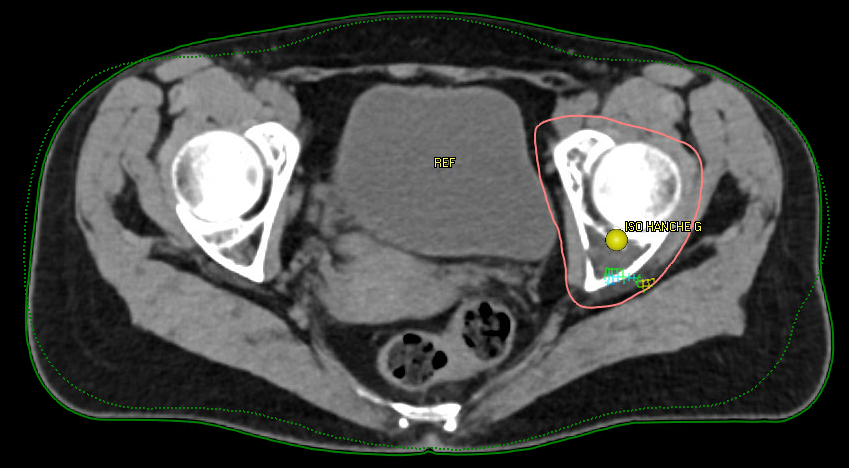 REF
ISO HANCHE G